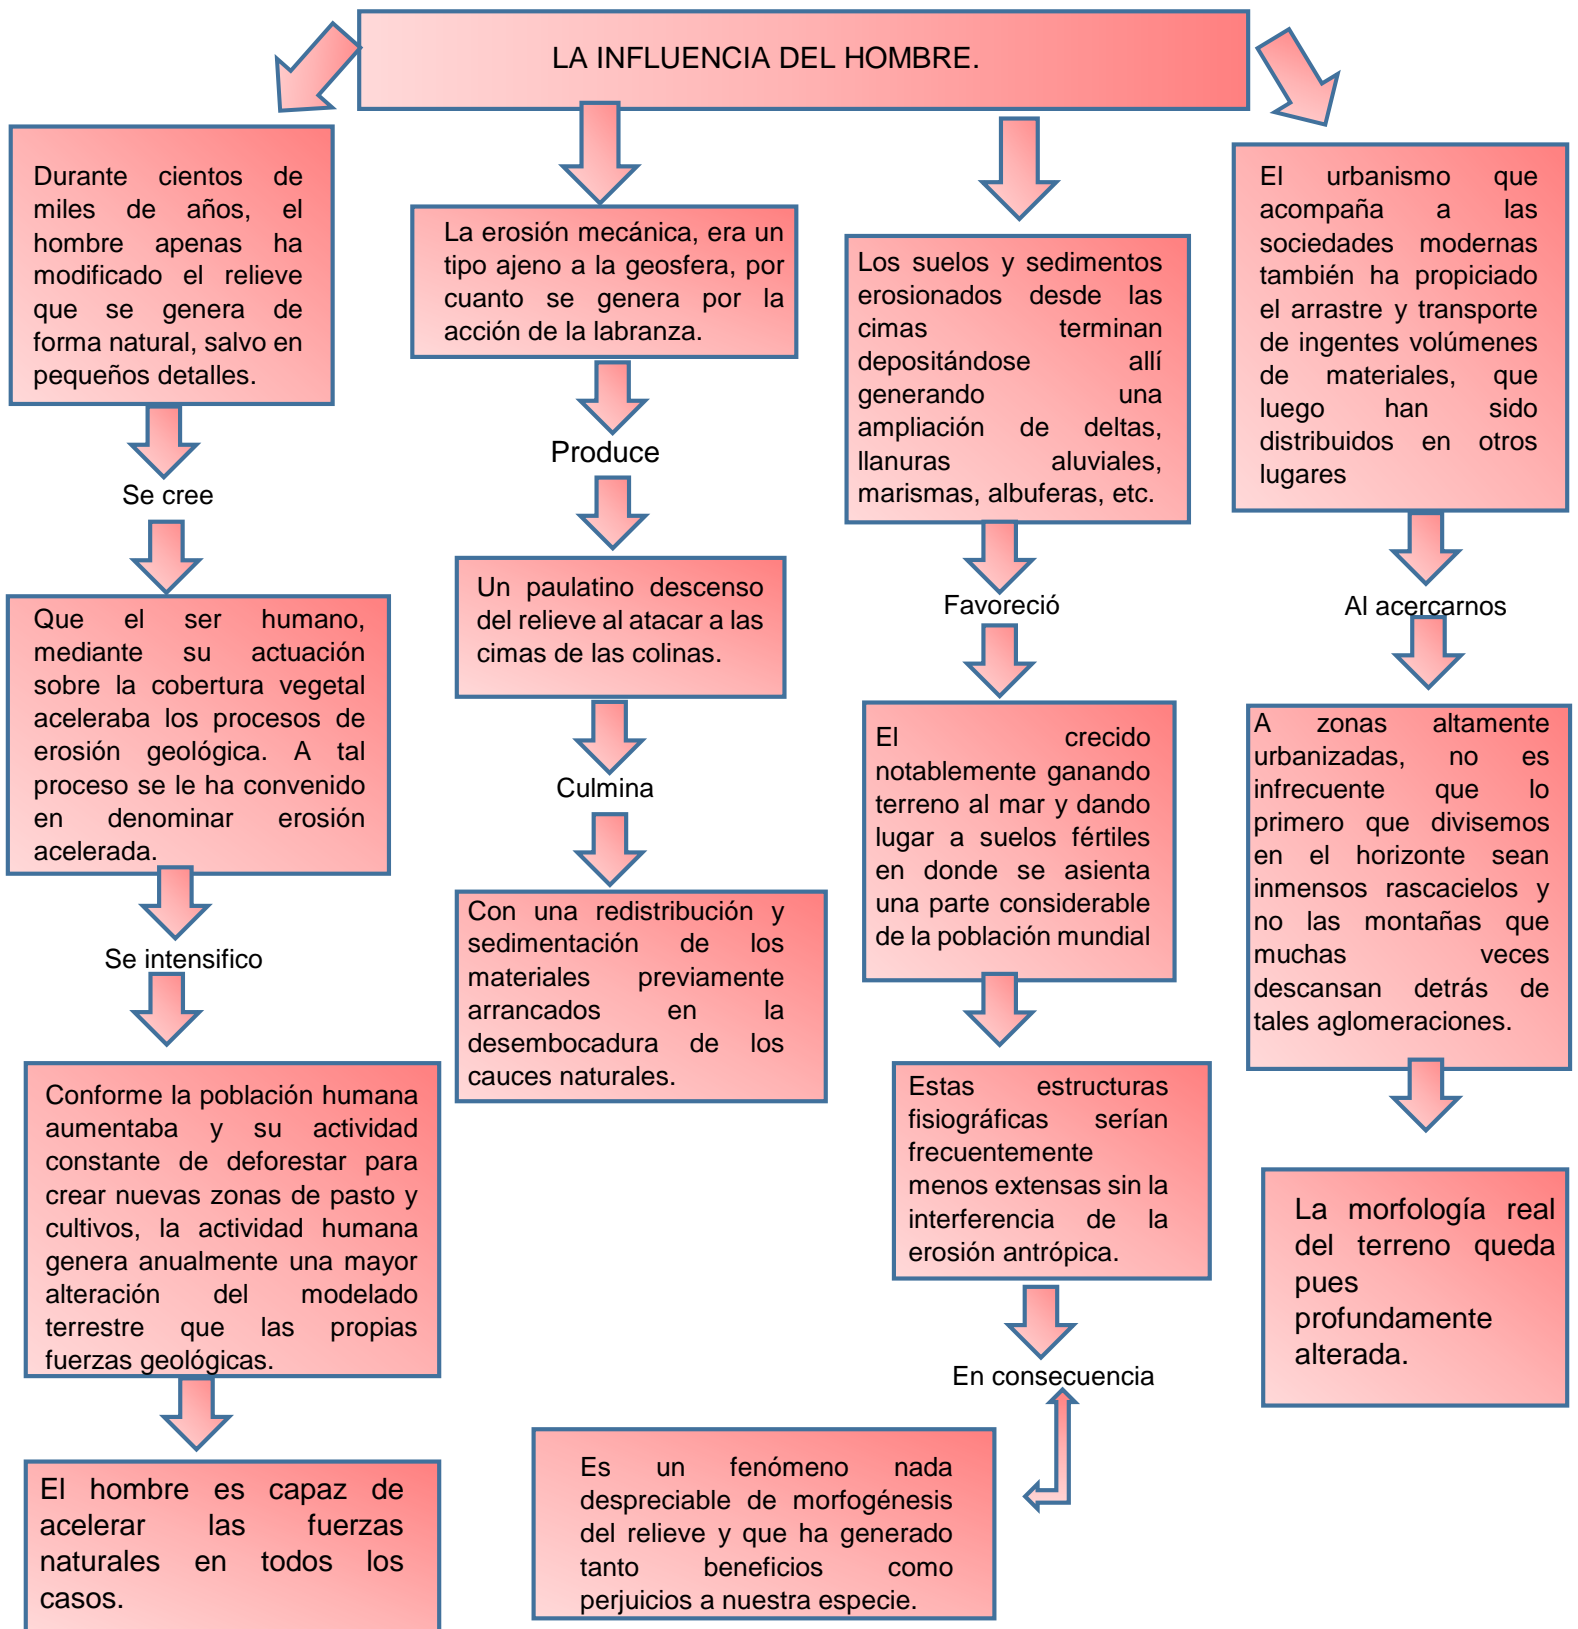 LA INFLUENCIA DEL HOMBRE.
Durante cientos de
miles de años, el
hombre apenas ha
modificado el relieve
que se genera de
forma natural, salvo en
pequeños detalles.
Se cree
Que el ser humano,
mediante su actuación
sobre la cobertura vegetal
aceleraba los procesos de
erosión geológica. A tal
proceso se le ha convenido
en denominar erosión
acelerada.
Se intensifico
Conforme la población humana
aumentaba y su actividad
constante de deforestar para
crear nuevas zonas de pasto y
cultivos, la actividad humana
genera anualmente una mayor
alteración del modelado
terrestre que las propias
fuerzas geológicas.
El hombre es capaz de
acelerar las fuerzas
naturales en todos los
casos.
La erosión mecánica, era un
tipo ajeno a la geosfera, por
cuanto se genera por la
acción de la labranza.
Produce
Un paulatino descenso
del relieve al atacar a las
cimas de las colinas.
Culmina
Con una redistribución y
sedimentación de los
materiales previamente
arrancados en la
desembocadura de los
cauces naturales.
Los suelos y sedimentos
erosionados desde las
cimas terminan
depositándose allí
generando una
ampliación de deltas,
llanuras aluviales,
marismas, albuferas, etc.
Favoreció
El crecido
notablemente ganando
terreno al mar y dando
lugar a suelos fértiles
en donde se asienta
una parte considerable
de la población mundial
Estas estructuras
fisiográficas serían
frecuentemente
menos extensas sin la
interferencia de la
erosión antrópica.
En consecuencia
Es un fenómeno nada
despreciable de morfogénesis
del relieve y que ha generado
tanto beneficios como
perjuicios a nuestra especie.
El urbanismo que
acompaña a las
sociedades modernas
también ha propiciado
el arrastre y transporte
de ingentes volúmenes
de materiales, que
luego han sido
distribuidos en otros
lugares
Al acercarnos
A zonas altamente
urbanizadas, no es
infrecuente que lo
primero que divisemos
en el horizonte sean
inmensos rascacielos y
no las montañas que
muchas veces
descansan detrás de
tales aglomeraciones.
La morfología real
del terreno queda
pues
profundamente
alterada.